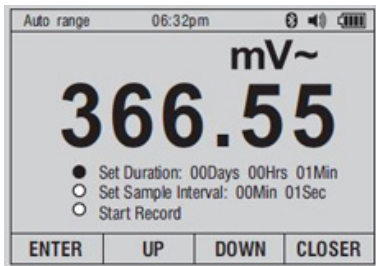 Auto range 06:32pm
mV~
366.55
Set Duration: 00Days 00Hrs 01Min
Set Sample Interval: 00Min 01Sec
Start Record
ENTER UP DOWN CLOSER